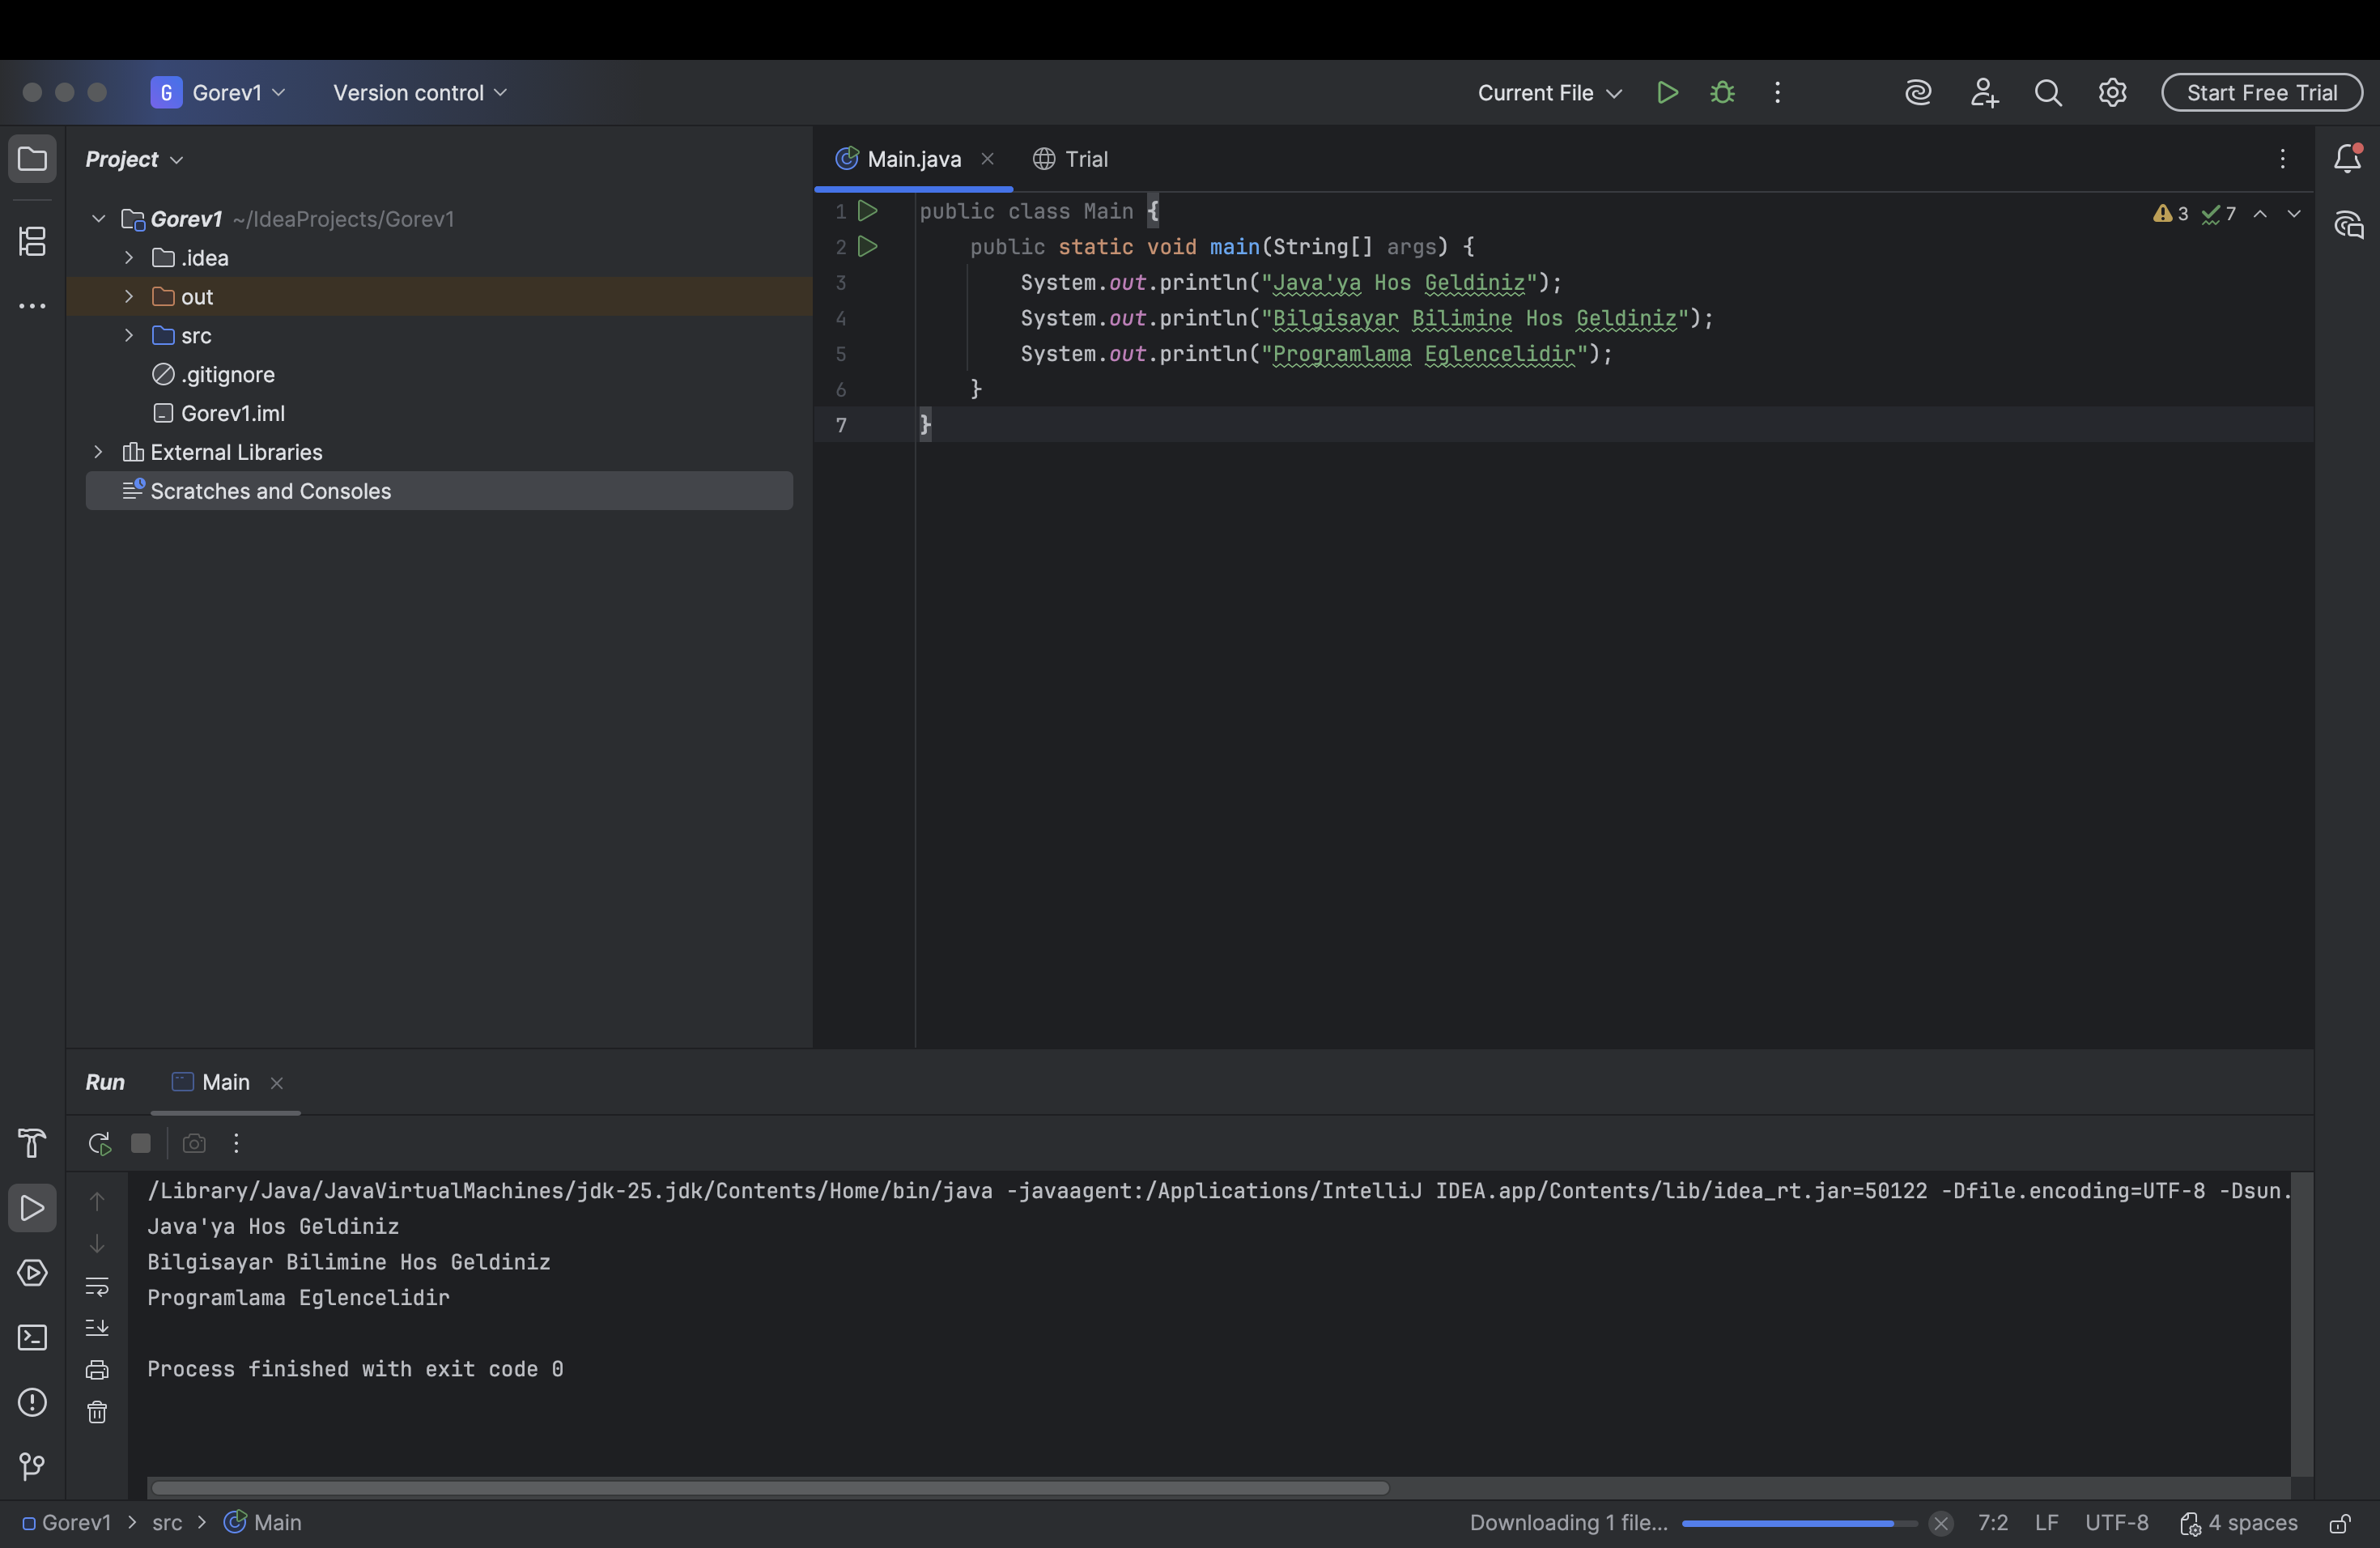 G Gorev1 Version control Current File Start Free Trial
Project
Main.java Trial
Gorev1 ~/IdeaProjects/Gorev1
.idea
out
src
.gitignore
Gorev1.iml
External Libraries
Scratches and Consoles
3 7
1 public class Main {
2 public static void main(String[] args) {
3 System.out.println("Java'ya Hos Geldiniz");
4 System.out.println("Bilgisayar Bilimine Hos Geldiniz");
5 System.out.println("Programlama Eglencelidir");
6 }
7 }
Run Main
/Library/Java/JavaVirtualMachines/jdk-25.jdk/Contents/Home/bin/java -javaagent:/Applications/IntelliJ IDEA.app/Contents/lib/idea_rt.jar=50122 -Dfile.encoding=UTF-8 -Dsun.
Java'ya Hos Geldiniz
Bilgisayar Bilimine Hos Geldiniz
Programlama Eglencelidir
Process finished with exit code 0
Gorev1 > src > Main Downloading 1 file... 7:2 LF UTF-8 4 spaces